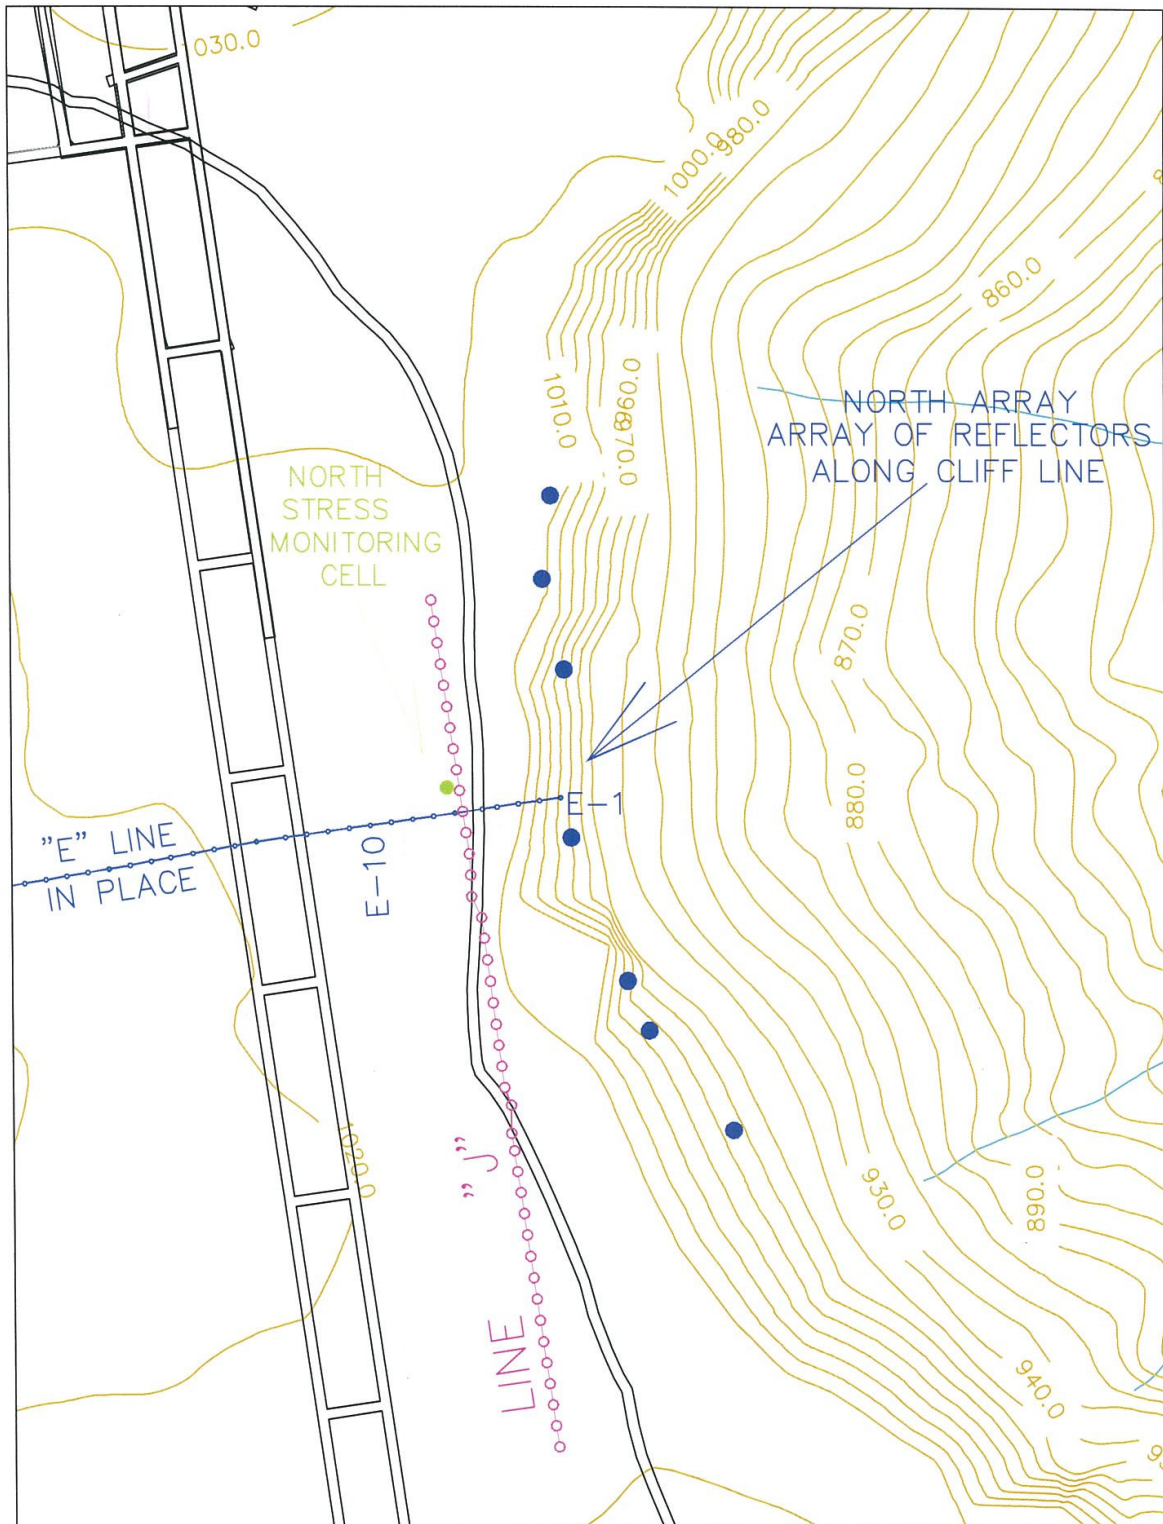 030.0
1000.0
980.0
860.0
1010.0
960.0
970.0
NORTH ARRAY
ARRAY OF REFLECTORS
ALONG CLIFF LINE
NORTH
STRESS
MONITORING
CELL
870.0
880.0
E-1
"E" LINE
IN PLACE
E-10
1020.0
"J"
LINE
930.0
890.0
940.0